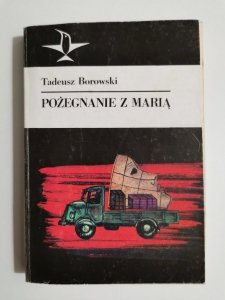 Tadeusz Borowski
POŻEGNANIE Z MARIĄ